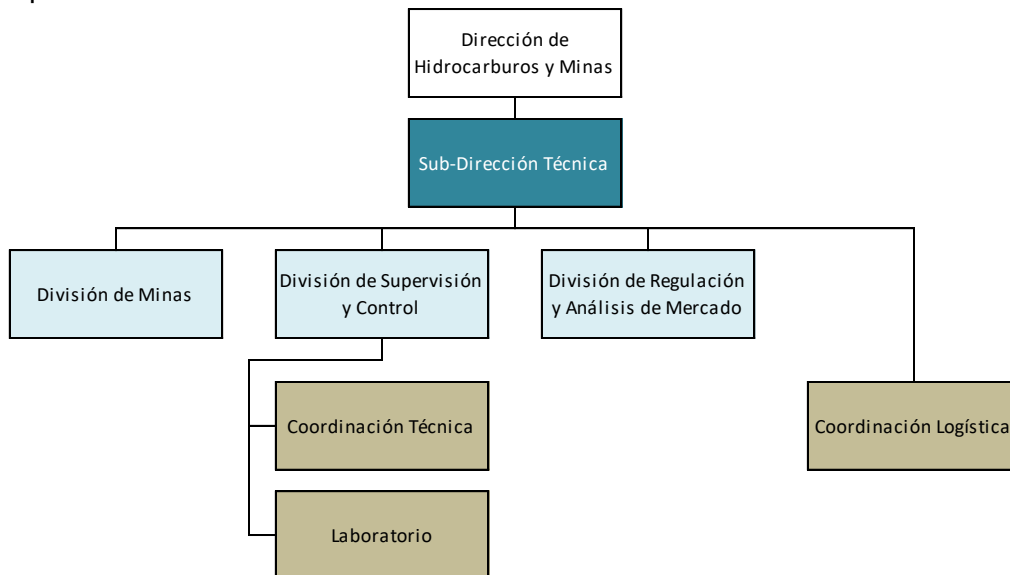 Dirección de
Hidrocarburos y Minas
Sub-Dirección Técnica
División de Minas
División de Supervisión
y Control
División de Regulación
y Análisis de Mercado
Coordinación Técnica
Coordinación Logística
Laboratorio